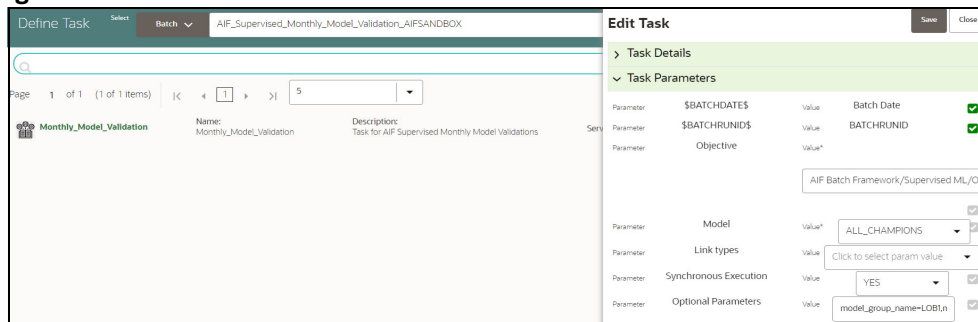 Define Task Select Batch AIF_Supervised_Monthly_Model_Validation_AIFSANDBOX
Page 1 of 1 (1 of 1 items) |< 1 >| 5
Monthly_Model_Validation
Name:
Monthly_Model_Validation
Description:
Task for AIF Supervised Monthly Model Validations
Serv
Edit Task Save Close
> Task Details
Task Parameters
Parameter $BATCHDATE$ Value Batch Date
Parameter $BATCHRUNID$ Value BATCHRUNID
Parameter Objective Value*
AIF Batch Framework/Supervised ML/O
Parameter Model Value* ALL_CHAMPIONS
Parameter Link types Value Click to select param value
Parameter Synchronous Execution Value YES
Parameter Optional Parameters Value model_group_name=LOB1,n